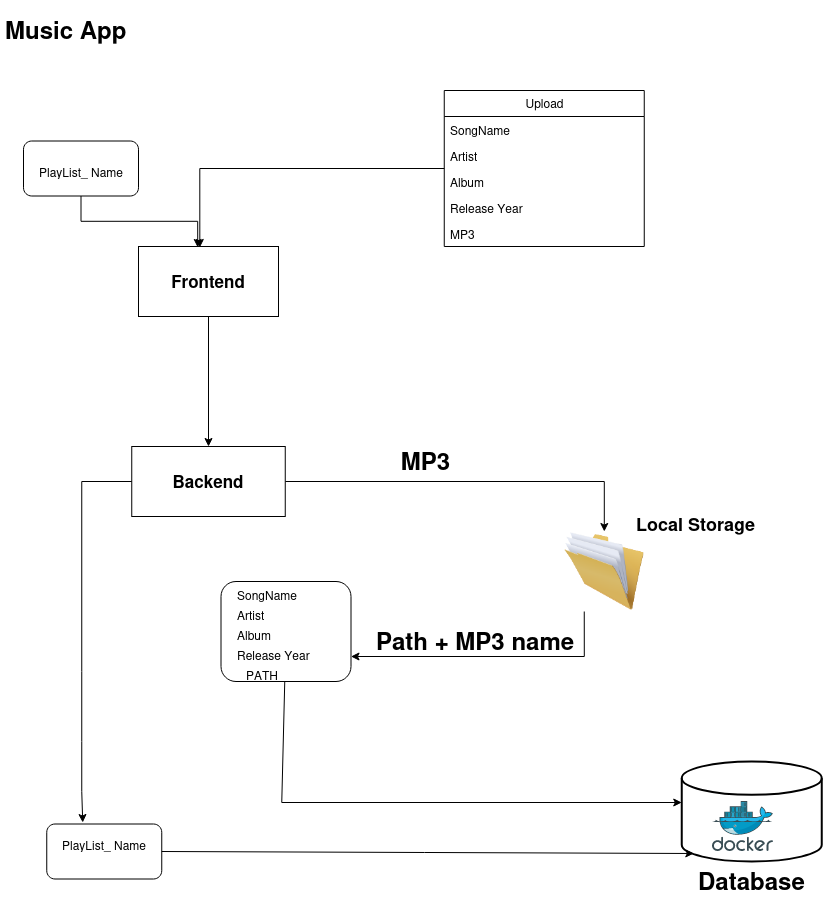 Music App
Upload
SongName
Artist
Album
Release Year
MP3
PlayList_ Name
Frontend
Backend
MP3
Local Storage
SongName
Artist
Album
Release Year
PATH
Path + MP3 name
PlayList_ Name
docker
Database